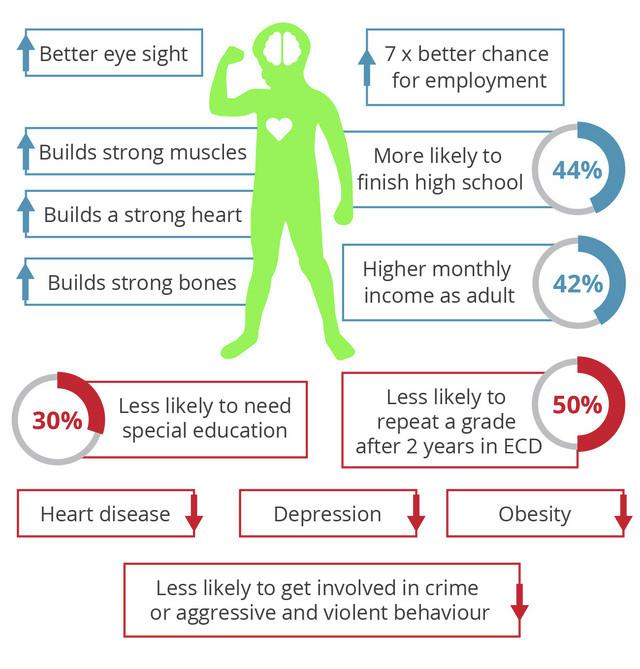 Better eye sight
7 x better chance
for employment
Builds strong muscles
More likely to
finish high school
44%
Builds a strong heart
Builds strong bones
Higher monthly
income as adult
42%
30%
Less likely to need
special education
Less likely to
repeat a grade
after 2 years in ECD
50%
Heart disease
Depression
Obesity
Less likely to get involved in crime
or aggressive and violent behaviour